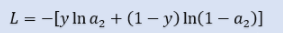 L = −[y ln a₂ + (1 − y) ln(1 − a₂)]